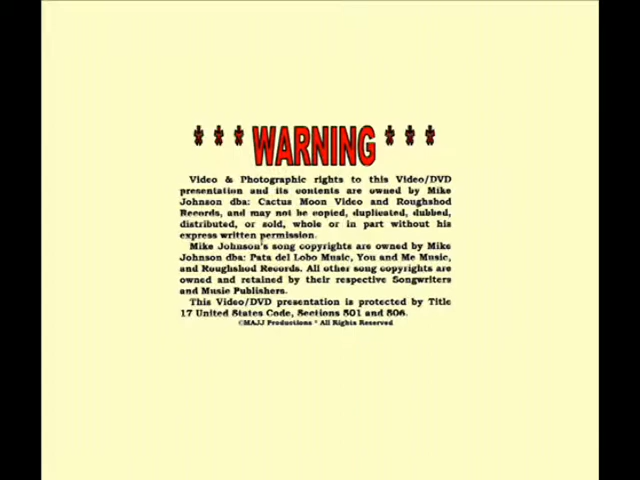 * * * WARNING * * *
Video & Photographic rights to this Video/DVD
presentation and its contents are owned by Mike
Johnson dba: Cactus Moon Video and Roughshod
Records, and may not be copied, duplicated, dubbed,
distributed, or sold, whole or in part without his
express written permission.
Mike Johnson's song copyrights are owned by Mike
Johnson dba: Pata del Lobo Music, You and Me Music,
and Roughshod Records. All other song copyrights are
owned and retained by their respective Songwriters
and Music Publishers.
This Video/DVD presentation is protected by Title
17 United States Code, Sections 501 and 506.
©MAJJ Productions * All Rights Reserved